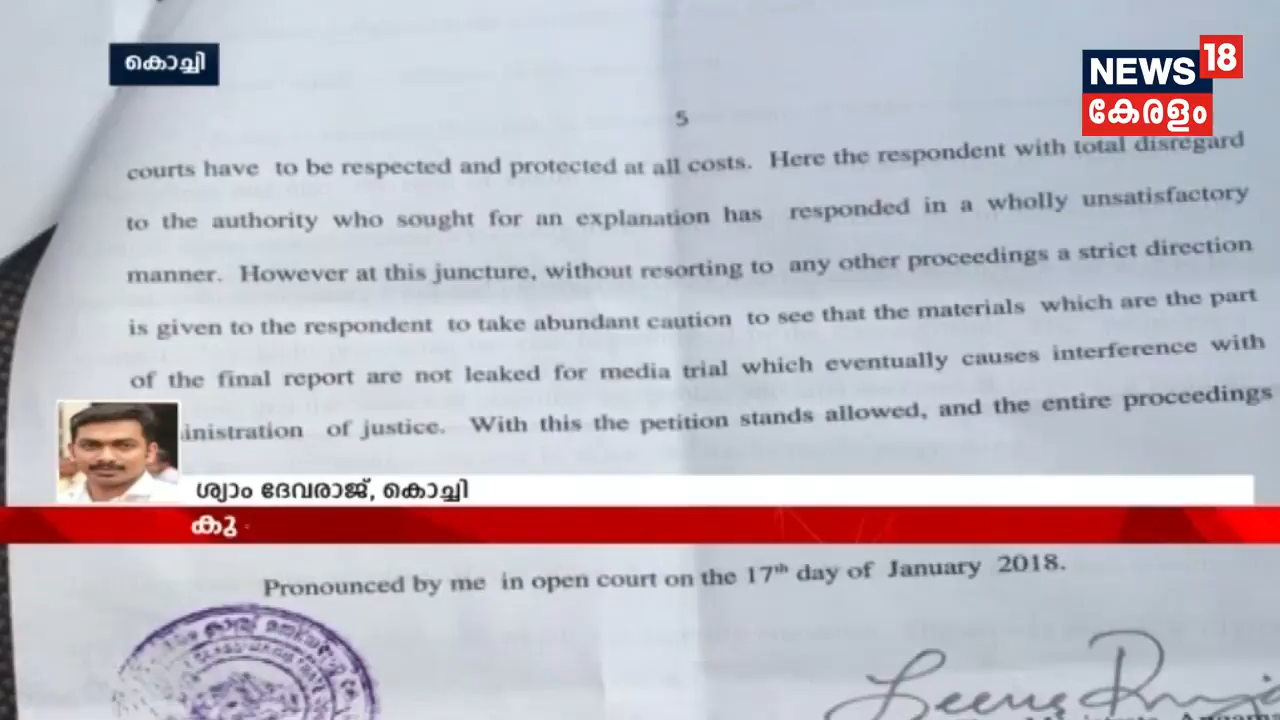 കൊച്ചി
NEWS 18
കേരളം
5
courts have to be respected and protected at all costs. Here the respondent with total disregard
to the authority who sought for an explanation has responded in a wholly unsatisfactory
manner. However at this juncture, without resorting to any other proceedings a strict direction
is given to the respondent to take abundant caution to see that the materials which are the part
of the final report are not leaked for media trial which eventually causes interference with
inistration of justice. With this the petition stands allowed, and the entire proceedings
ശ്യാം ദേവരാജ്, കൊച്ചി
കു
Pronounced by me in open court on the 17th day of January 2018.